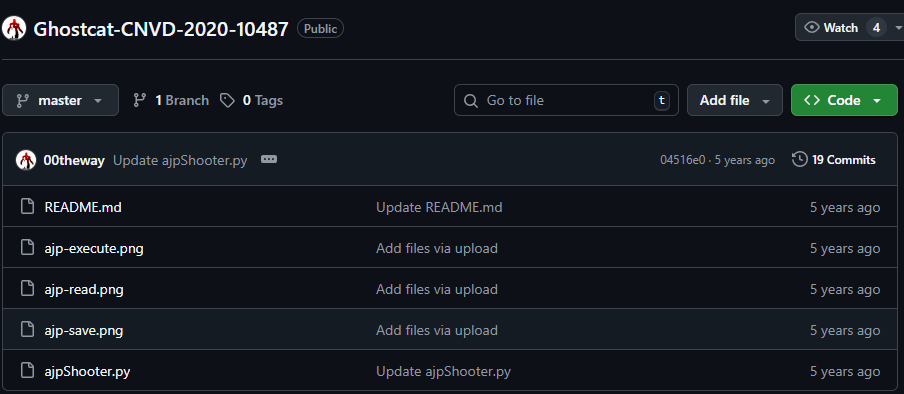 Ghostcat-CNVD-2020-10487 Public Watch 4
master 1 Branch 0 Tags Go to file t Add file Code
00theway Update ajpShooter.py 04516e0 · 5 years ago 19 Commits
README.md Update README.md 5 years ago
ajp-execute.png Add files via upload 5 years ago
ajp-read.png Add files via upload 5 years ago
ajp-save.png Add files via upload 5 years ago
ajpShooter.py Update ajpShooter.py 5 years ago